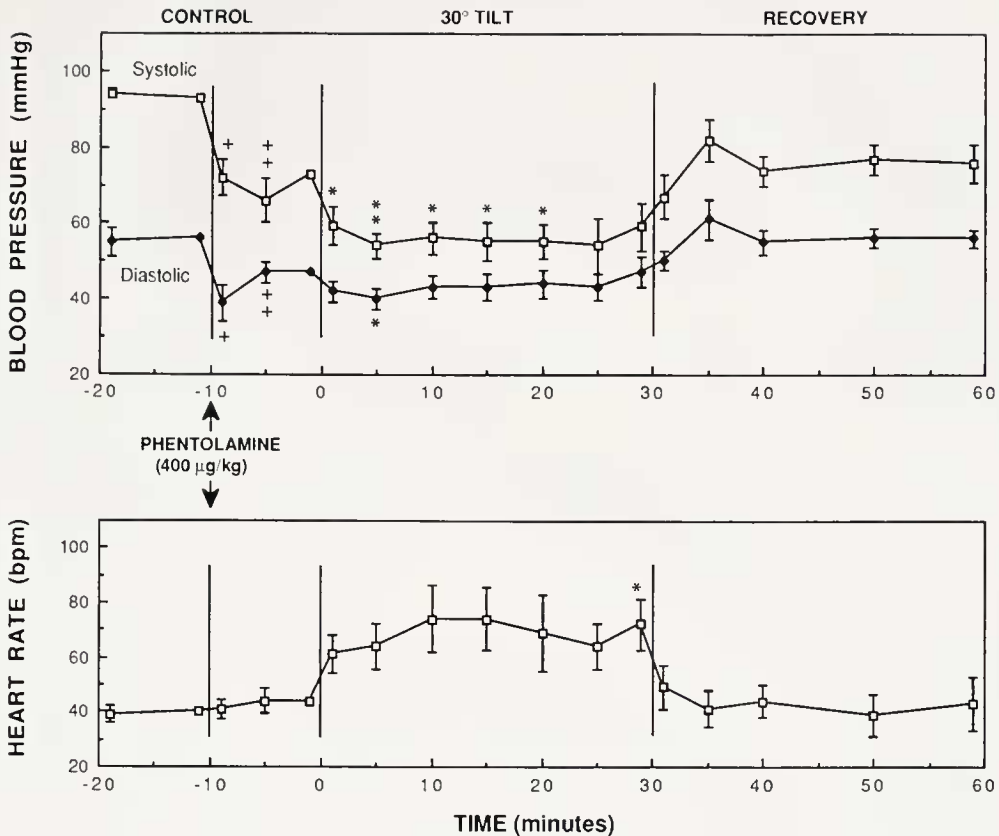 CONTROL 30° TILT RECOVERY
BLOOD PRESSURE (mmHg)
100
80
60
40
20
Systolic
Diastolic
+
+
+
*
*
*
*
*
*
+
+
+
*
-20 -10 0 10 20 30 40 50 60
PHENTOLAMINE
(400 µg/kg)
HEART RATE (bpm)
100
80
60
40
20
*
-20 -10 0 10 20 30 40 50 60
TIME (minutes)